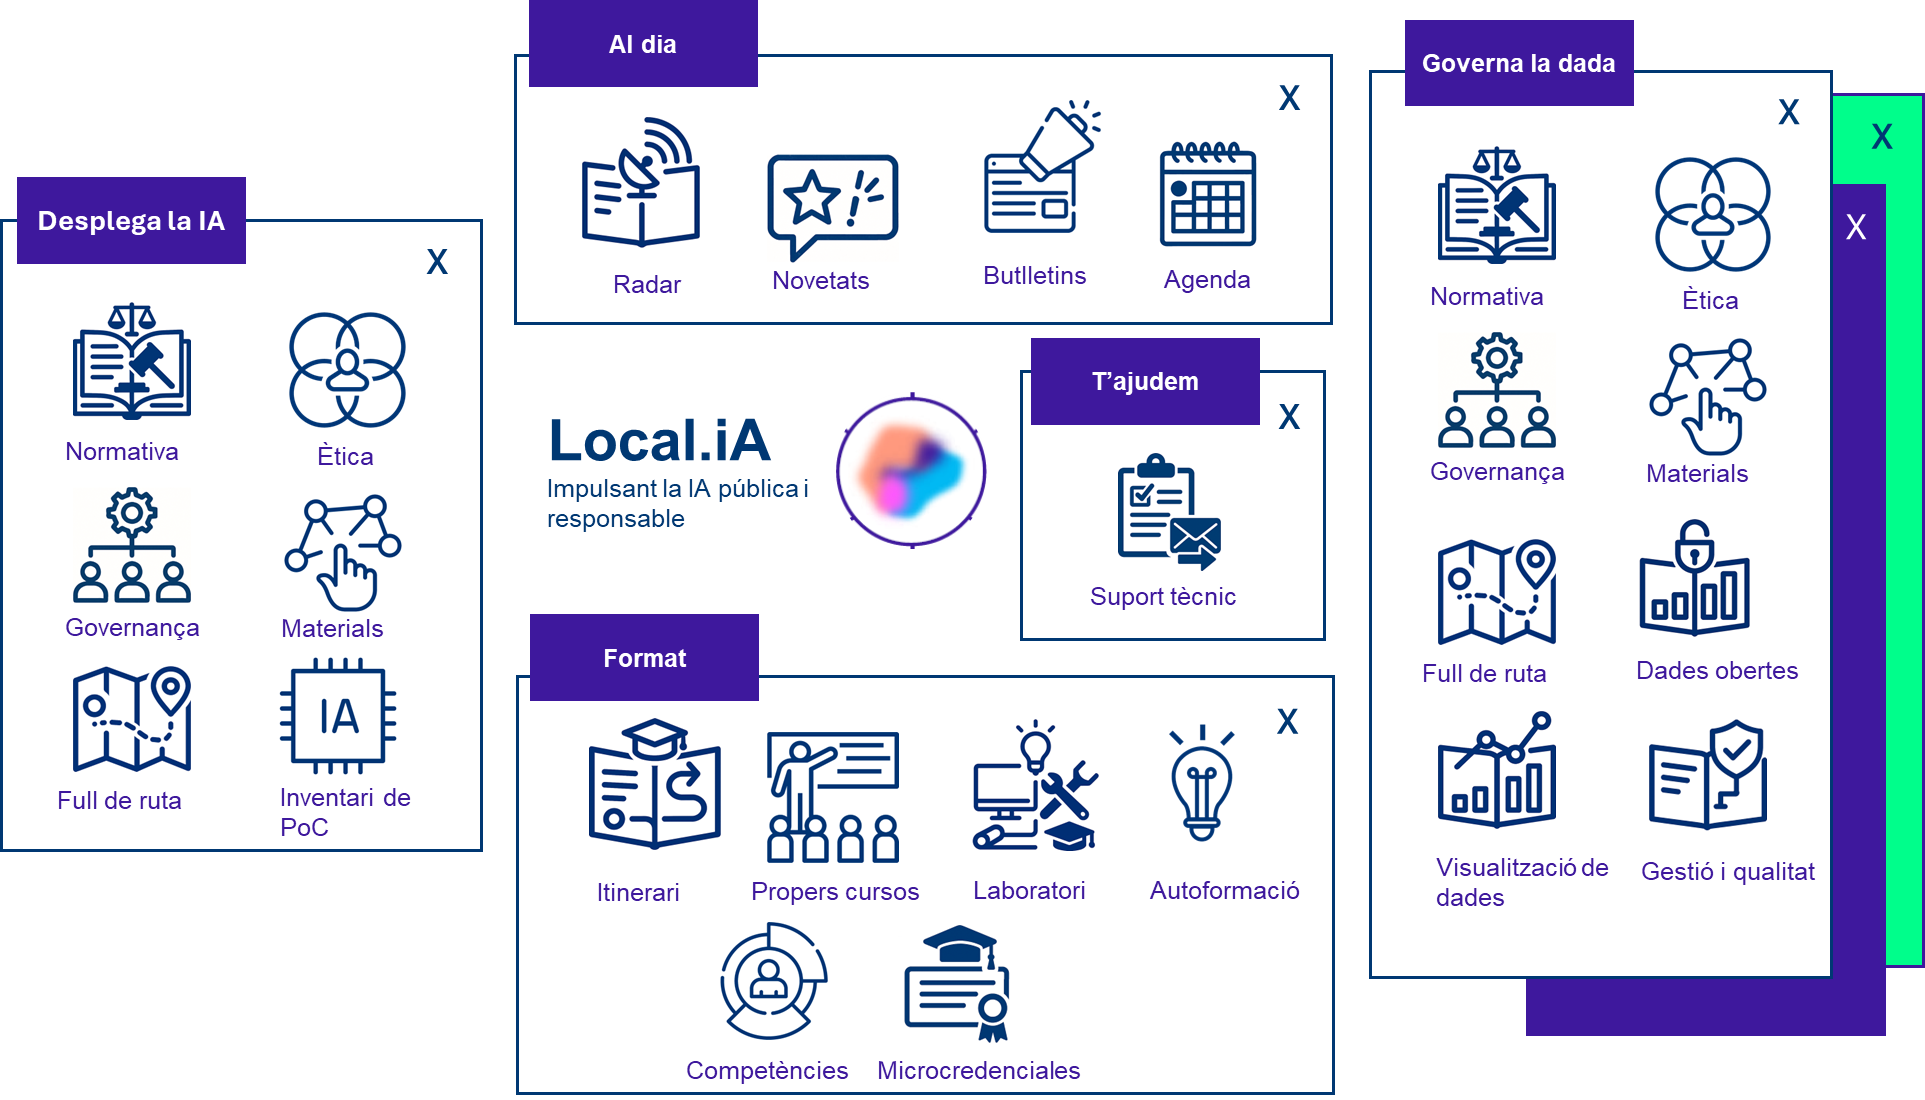 Desplega la IA
X
Normativa
Ètica
Governança
Materials
Full de ruta
IA
Inventari de
PoC
Al dia
X
Radar
Novetats
Butlletins
Agenda
Local.iA
Impulsant la IA pública i
responsable
T’ajudem
X
Suport tècnic
Format
X
Itinerari
Propers cursos
Laboratori
Autoformació
Competències
Microcredenciales
Governa la dada
X
Normativa
Ètica
Governança
Materials
Full de ruta
Dades obertes
Visualització de
dades
Gestió i qualitat
X
X